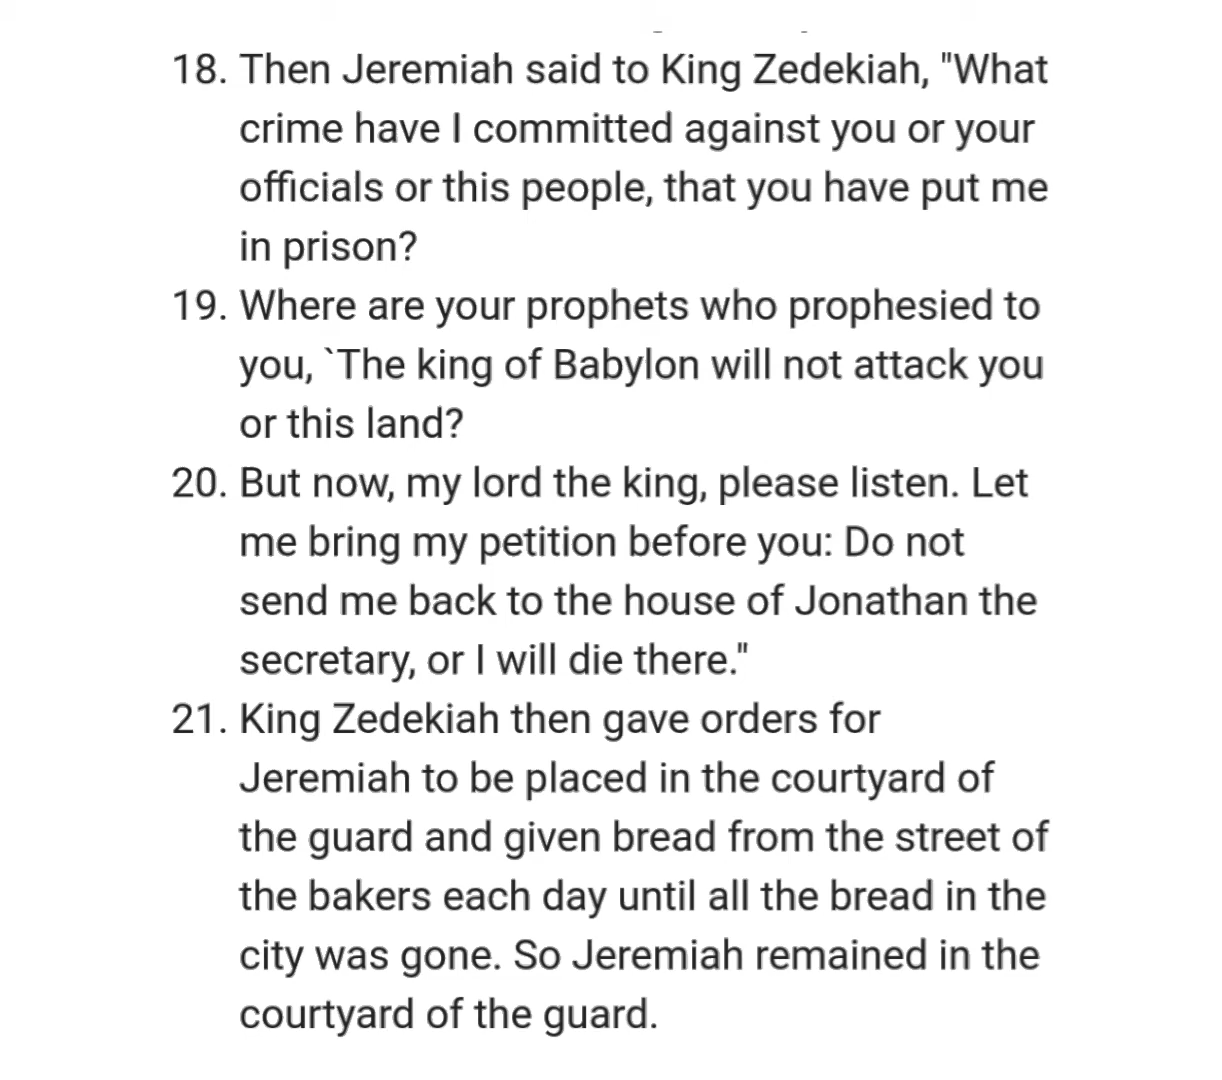 18. Then Jeremiah said to King Zedekiah, "What
crime have I committed against you or your
officials or this people, that you have put me
in prison?
19. Where are your prophets who prophesied to
you, `The king of Babylon will not attack you
or this land?
20. But now, my lord the king, please listen. Let
me bring my petition before you: Do not
send me back to the house of Jonathan the
secretary, or I will die there."
21. King Zedekiah then gave orders for
Jeremiah to be placed in the courtyard of
the guard and given bread from the street of
the bakers each day until all the bread in the
city was gone. So Jeremiah remained in the
courtyard of the guard.